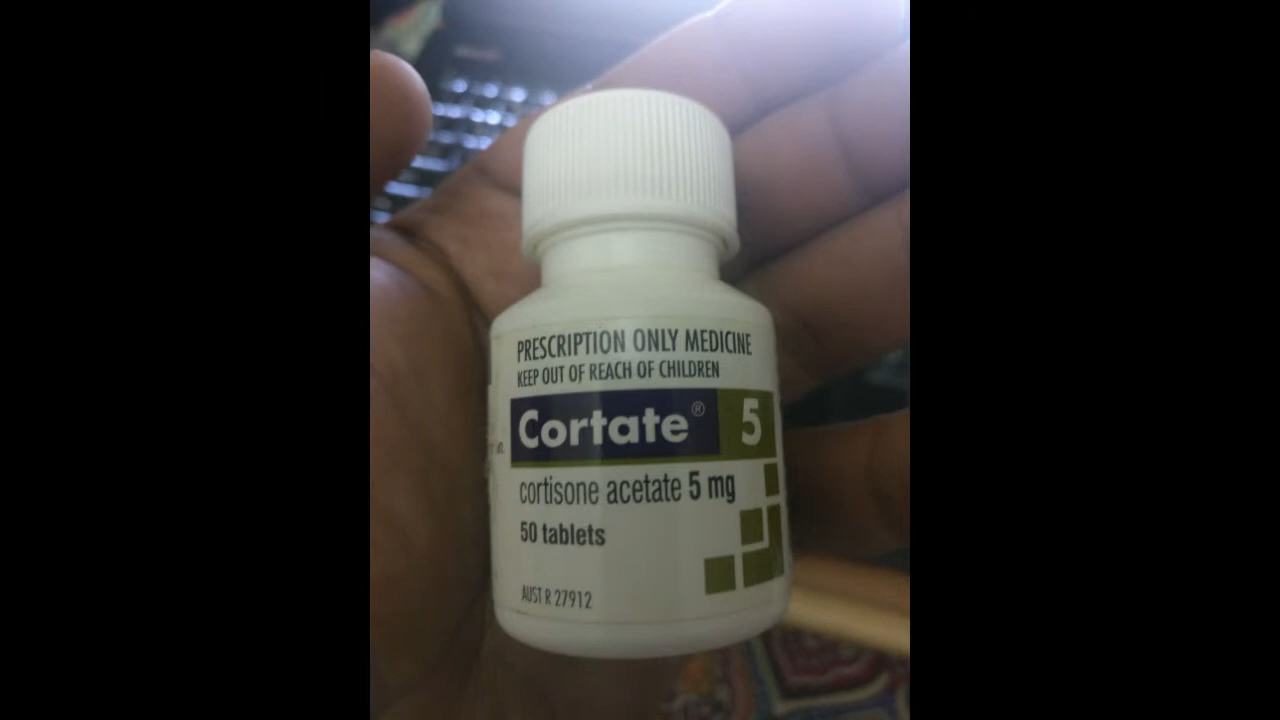 PRESCRIPTION ONLY MEDICINE
KEEP OUT OF REACH OF CHILDREN
Cortate® 5
cortisone acetate 5 mg
50 tablets
AUST R 27912